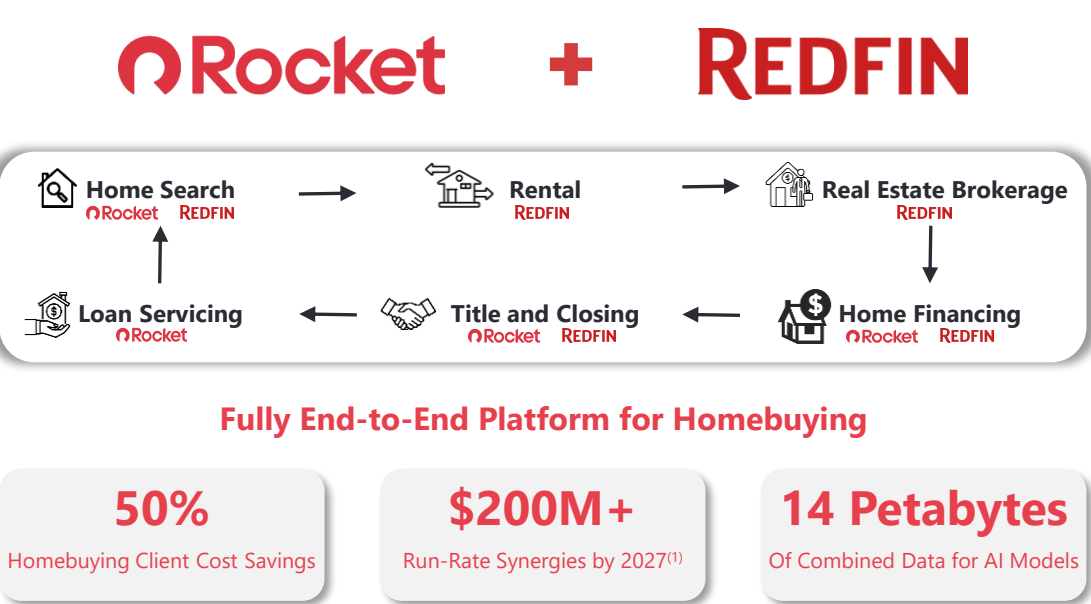 Rocket + REDFIN
Home Search
Rocket REDFIN
Rental
REDFIN
Real Estate Brokerage
REDFIN
Loan Servicing
Rocket
Title and Closing
Rocket REDFIN
Home Financing
Rocket REDFIN
Fully End-to-End Platform for Homebuying
50%
Homebuying Client Cost Savings
$200M+
Run-Rate Synergies by 2027(1)
14 Petabytes
Of Combined Data for AI Models